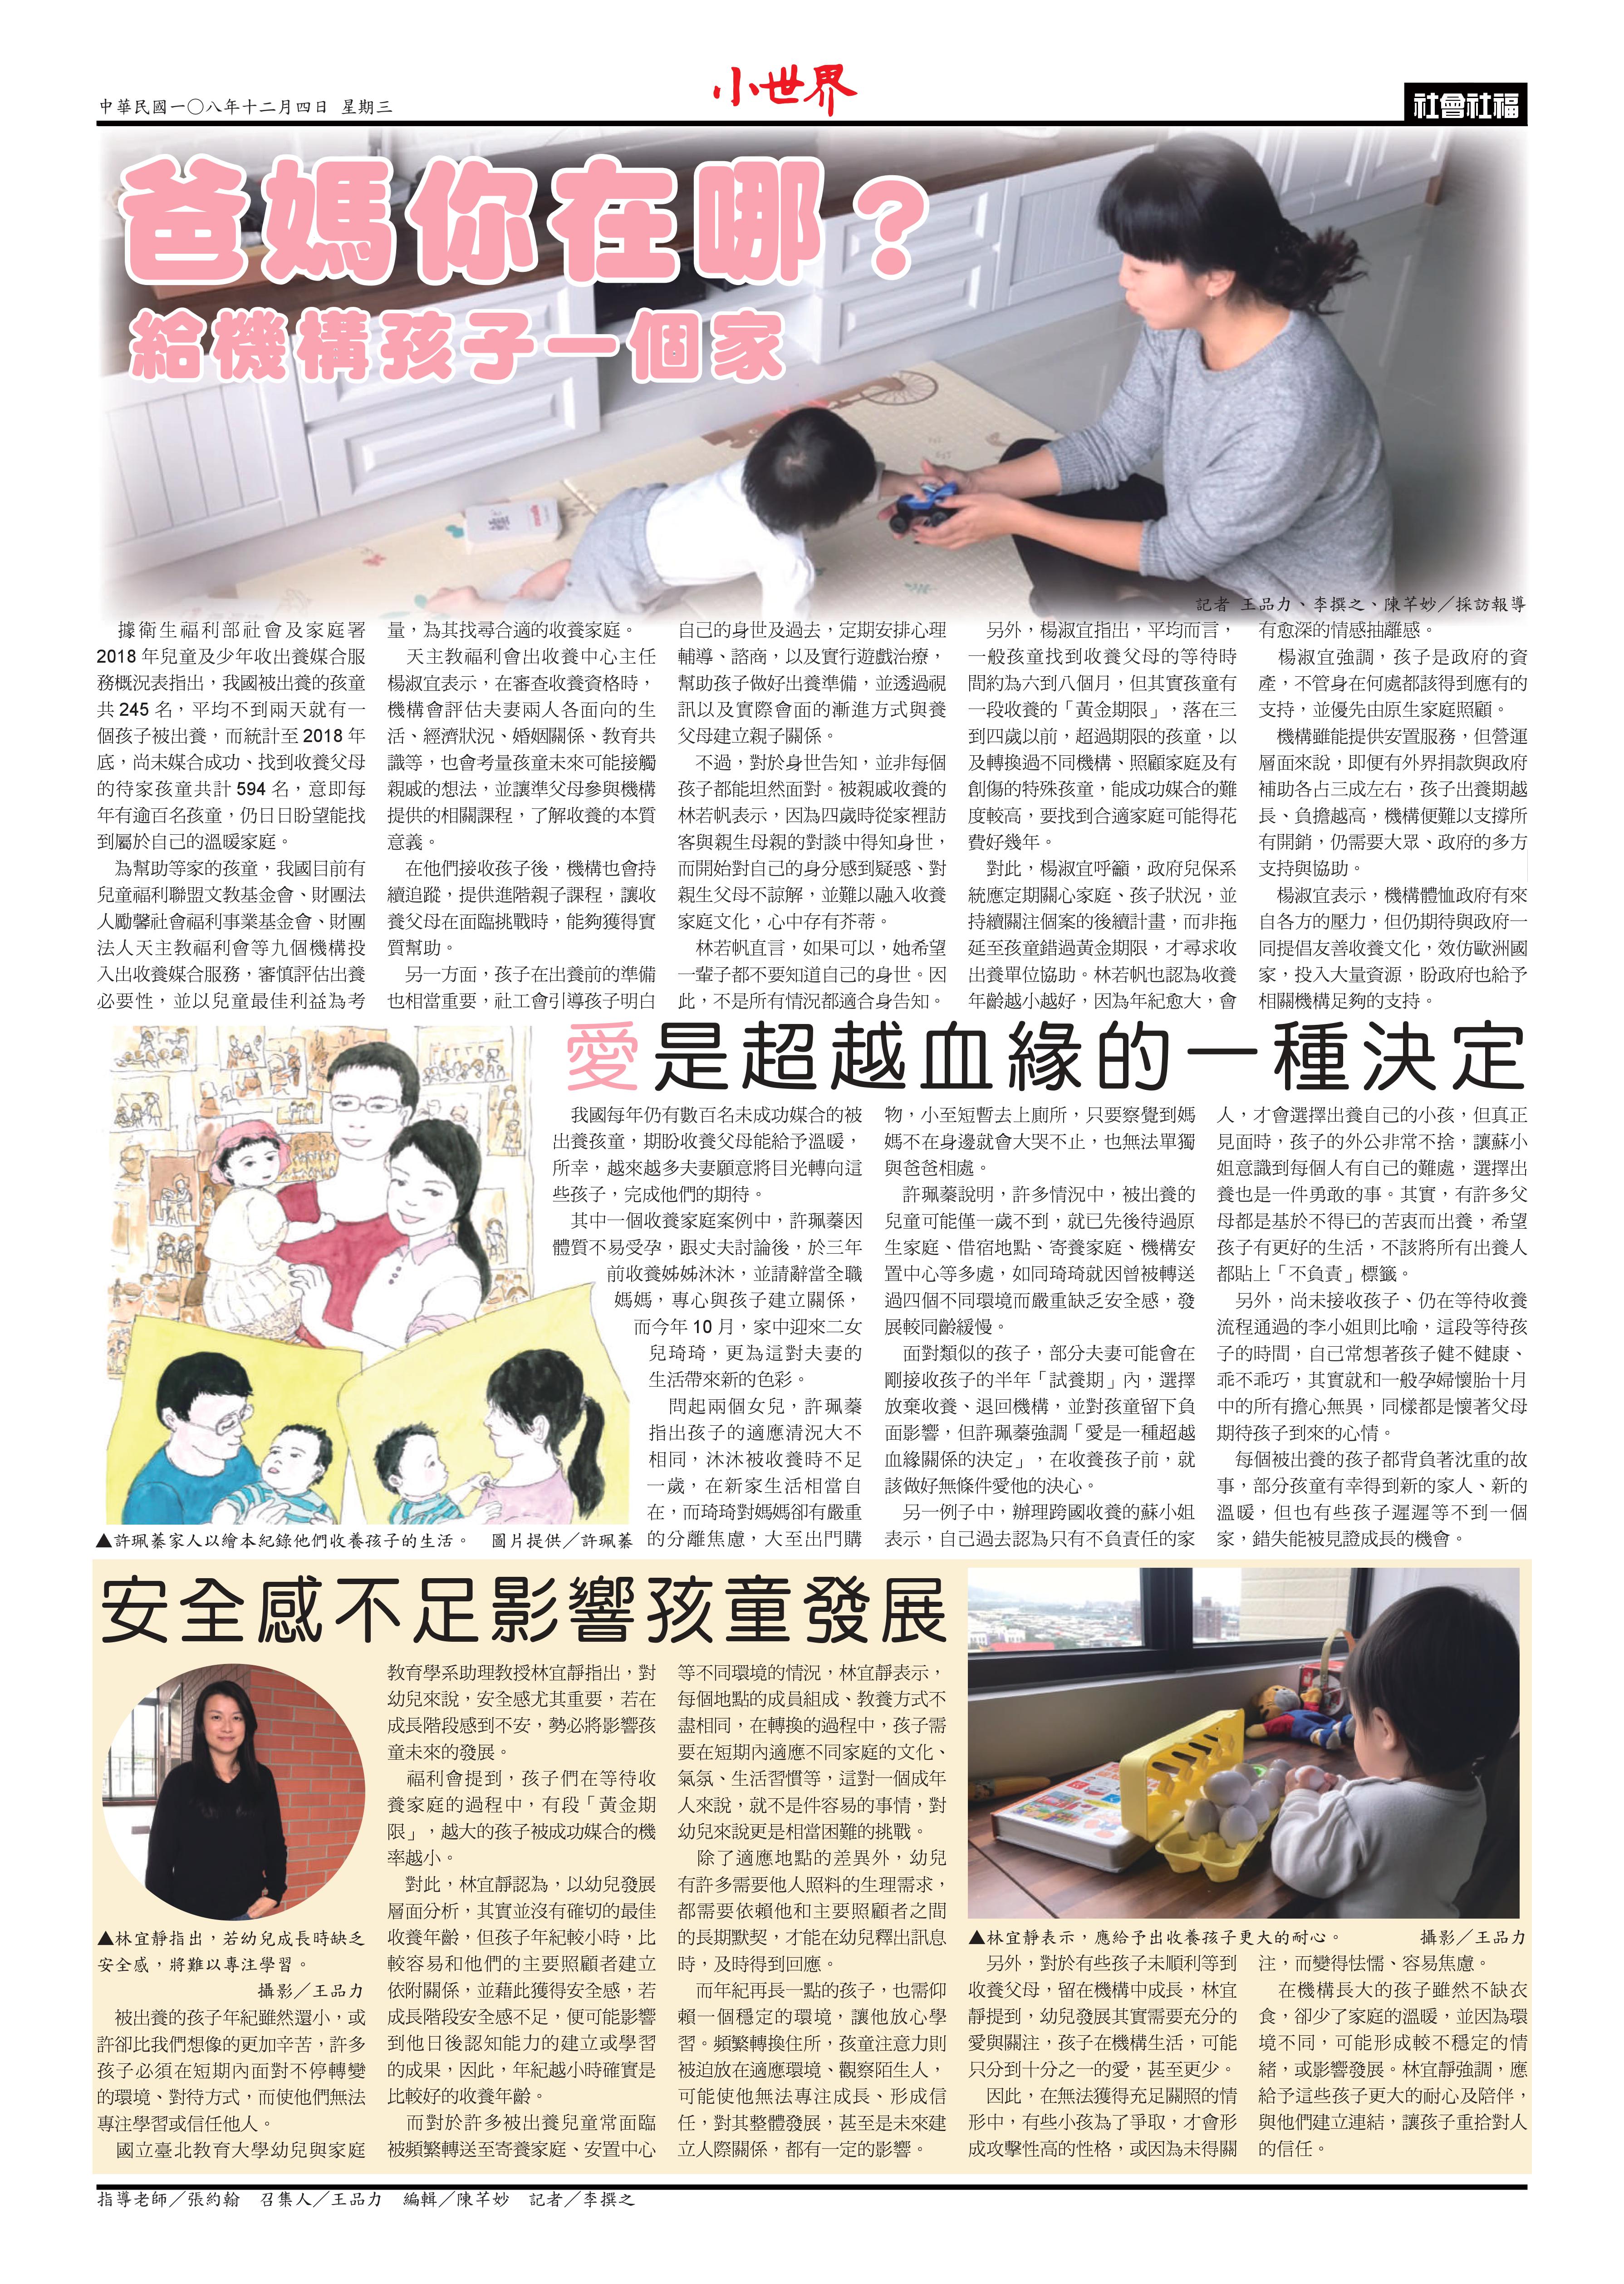 中華民國一〇八年十二月四日 星期三
小世界
社會社福
爸媽你在哪？
給機構孩子一個家
記者 王品力、李撰之、陳芊妙／採訪報導
據衛生福利部社會及家庭署
2018 年兒童及少年收出養媒合服
務概況表指出，我國被出養的孩童
共 245 名，平均不到兩天就有一
個孩子被出養，而統計至 2018 年
底，尚未媒合成功、找到收養父母
的待家孩童共計 594 名，意即每
年有逾百名孩童，仍日日盼望能找
到屬於自己的溫暖家庭。
為幫助等家的孩童，我國目前有
兒童福利聯盟文教基金會、財團法
人勵馨社會福利事業基金會、財團
法人天主教福利會等九個機構投
入出收養媒合服務，審慎評估出養
必要性，並以兒童最佳利益為考
量，為其找尋合適的收養家庭。
天主教福利會出收養中心主任
楊淑宜表示，在審查收養資格時，
機構會評估夫妻兩人各面向的生
活、經濟狀況、婚姻關係、教育共
識等，也會考量孩童未來可能接觸
親戚的想法，並讓準父母參與機構
提供的相關課程，了解收養的本質
意義。
在他們接收孩子後，機構也會持
續追蹤，提供進階親子課程，讓收
養父母在面臨挑戰時，能夠獲得實
質幫助。
另一方面，孩子在出養前的準備
也相當重要，社工會引導孩子明白
自己的身世及過去，定期安排心理
輔導、諮商，以及實行遊戲治療，
幫助孩子做好出養準備，並透過視
訊以及實際會面的漸進方式與養
父母建立親子關係。
不過，對於身世告知，並非每個
孩子都能坦然面對。被親戚收養的
林若帆表示，因為四歲時從家裡訪
客與親生母親的對談中得知身世，
而開始對自己的身分感到疑惑、對
親生父母不諒解，並難以融入收養
家庭文化，心中存有芥蒂。
林若帆直言，如果可以，她希望
一輩子都不要知道自己的身世。因
此，不是所有情況都適合身告知。
另外，楊淑宜指出，平均而言，
一般孩童找到收養父母的等待時
間約為六到八個月，但其實孩童有
一段收養的「黃金期限」，落在三
到四歲以前，超過期限的孩童，以
及轉換過不同機構、照顧家庭及有
創傷的特殊孩童，能成功媒合的難
度較高，要找到合適家庭可能得花
費好幾年。
對此，楊淑宜呼籲，政府兒保系
統應定期關心家庭、孩子狀況，並
持續關注個案的後續計畫，而非拖
延至孩童錯過黃金期限，才尋求收
出養單位協助。林若帆也認為收養
年齡越小越好，因為年紀愈大，會
有愈深的情感抽離感。
楊淑宜強調，孩子是政府的資
產，不管身在何處都該得到應有的
支持，並優先由原生家庭照顧。
機構雖能提供安置服務，但營運
層面來說，即便有外界捐款與政府
補助各占三成左右，孩子出養期越
長、負擔越高，機構便難以支撐所
有開銷，仍需要大眾、政府的多方
支持與協助。
楊淑宜表示，機構體恤政府有來
自各方的壓力，但仍期待與政府一
同提倡友善收養文化，效仿歐洲國
家，投入大量資源，盼政府也給予
相關機構足夠的支持。
愛是超越血緣的一種決定
▲許珮蓁家人以繪本紀錄他們收養孩子的生活。 圖片提供／許珮蓁
我國每年仍有數百名未成功媒合的被
出養孩童，期盼收養父母能給予溫暖，
所幸，越來越多夫妻願意將目光轉向這
些孩子，完成他們的期待。
其中一個收養家庭案例中，許珮蓁因
體質不易受孕，跟丈夫討論後，於三年
前收養姊姊沐沐，並請辭當全職
媽媽，專心與孩子建立關係，
而今年 10 月，家中迎來二女
兒琦琦，更為這對夫妻的
生活帶來新的色彩。
問起兩個女兒，許珮蓁
指出孩子的適應清況大不
相同，沐沐被收養時不足
一歲，在新家生活相當自
在，而琦琦對媽媽卻有嚴重
的分離焦慮，大至出門購
物，小至短暫去上廁所，只要察覺到媽
媽不在身邊就會大哭不止，也無法單獨
與爸爸相處。
許珮蓁說明，許多情況中，被出養的
兒童可能僅一歲不到，就已先後待過原
生家庭、借宿地點、寄養家庭、機構安
置中心等多處，如同琦琦就因曾被轉送
過四個不同環境而嚴重缺乏安全感，發
展較同齡緩慢。
面對類似的孩子，部分夫妻可能會在
剛接收孩子的半年「試養期」內，選擇
放棄收養、退回機構，並對孩童留下負
面影響，但許珮蓁強調「愛是一種超越
血緣關係的決定」，在收養孩子前，就
該做好無條件愛他的決心。
另一例子中，辦理跨國收養的蘇小姐
表示，自己過去認為只有不負責任的家
人，才會選擇出養自己的小孩，但真正
見面時，孩子的外公非常不捨，讓蘇小
姐意識到每個人有自己的難處，選擇出
養也是一件勇敢的事。其實，有許多父
母都是基於不得已的苦衷而出養，希望
孩子有更好的生活，不該將所有出養人
都貼上「不負責」標籤。
另外，尚未接收孩子、仍在等待收養
流程通過的李小姐則比喻，這段等待孩
子的時間，自己常想著孩子健不健康、
乖不乖巧，其實就和一般孕婦懷胎十月
中的所有擔心無異，同樣都是懷著父母
期待孩子到來的心情。
每個被出養的孩子都背負著沈重的故
事，部分孩童有幸得到新的家人、新的
溫暖，但也有些孩子遲遲等不到一個
家，錯失能被見證成長的機會。
安全感不足影響孩童發展
▲林宜靜指出，若幼兒成長時缺乏
安全感，將難以專注學習。
攝影／王品力
被出養的孩子年紀雖然還小，或
許卻比我們想像的更加辛苦，許多
孩子必須在短期內面對不停轉變
的環境、對待方式，而使他們無法
專注學習或信任他人。
國立臺北教育大學幼兒與家庭
教育學系助理教授林宜靜指出，對
幼兒來說，安全感尤其重要，若在
成長階段感到不安，勢必將影響孩
童未來的發展。
福利會提到，孩子們在等待收
養家庭的過程中，有段「黃金期
限」，越大的孩子被成功媒合的機
率越小。
對此，林宜靜認為，以幼兒發展
層面分析，其實並沒有確切的最佳
收養年齡，但孩子年紀較小時，比
較容易和他們的主要照顧者建立
依附關係，並藉此獲得安全感，若
成長階段安全感不足，便可能影響
到他日後認知能力的建立或學習
的成果，因此，年紀越小時確實是
比較好的收養年齡。
而對於許多被出養兒童常面臨
被頻繁轉送至寄養家庭、安置中心
等不同環境的情況，林宜靜表示，
每個地點的成員組成、教養方式不
盡相同，在轉換的過程中，孩子需
要在短期內適應不同家庭的文化、
氣氛、生活習慣等，這對一個成年
人來說，就不是件容易的事情，對
幼兒來說更是相當困難的挑戰。
除了適應地點的差異外，幼兒
有許多需要他人照料的生理需求，
都需要依賴他和主要照顧者之間
的長期默契，才能在幼兒釋出訊息
時，及時得到回應。
而年紀再長一點的孩子，也需仰
賴一個穩定的環境，讓他放心學
習。頻繁轉換住所，孩童注意力則
被迫放在適應環境、觀察陌生人，
可能使他無法專注成長、形成信
任，對其整體發展，甚至是未來建
立人際關係，都有一定的影響。
▲林宜靜表示，應給予出收養孩子更大的耐心。 攝影／王品力
另外，對於有些孩子未順利等到
收養父母，留在機構中成長，林宜
靜提到，幼兒發展其實需要充分的
愛與關注，孩子在機構生活，可能
只分到十分之一的愛，甚至更少。
因此，在無法獲得充足關照的情
形中，有些小孩為了爭取，才會形
成攻擊性高的性格，或因為未得關
注，而變得怯懦、容易焦慮。
在機構長大的孩子雖然不缺衣
食，卻少了家庭的溫暖，並因為環
境不同，可能形成較不穩定的情
緒，或影響發展。林宜靜強調，應
給予這些孩子更大的耐心及陪伴，
與他們建立連結，讓孩子重拾對人
的信任。
指導老師／張約翰 召集人／王品力 編輯／陳芊妙 記者／李撰之